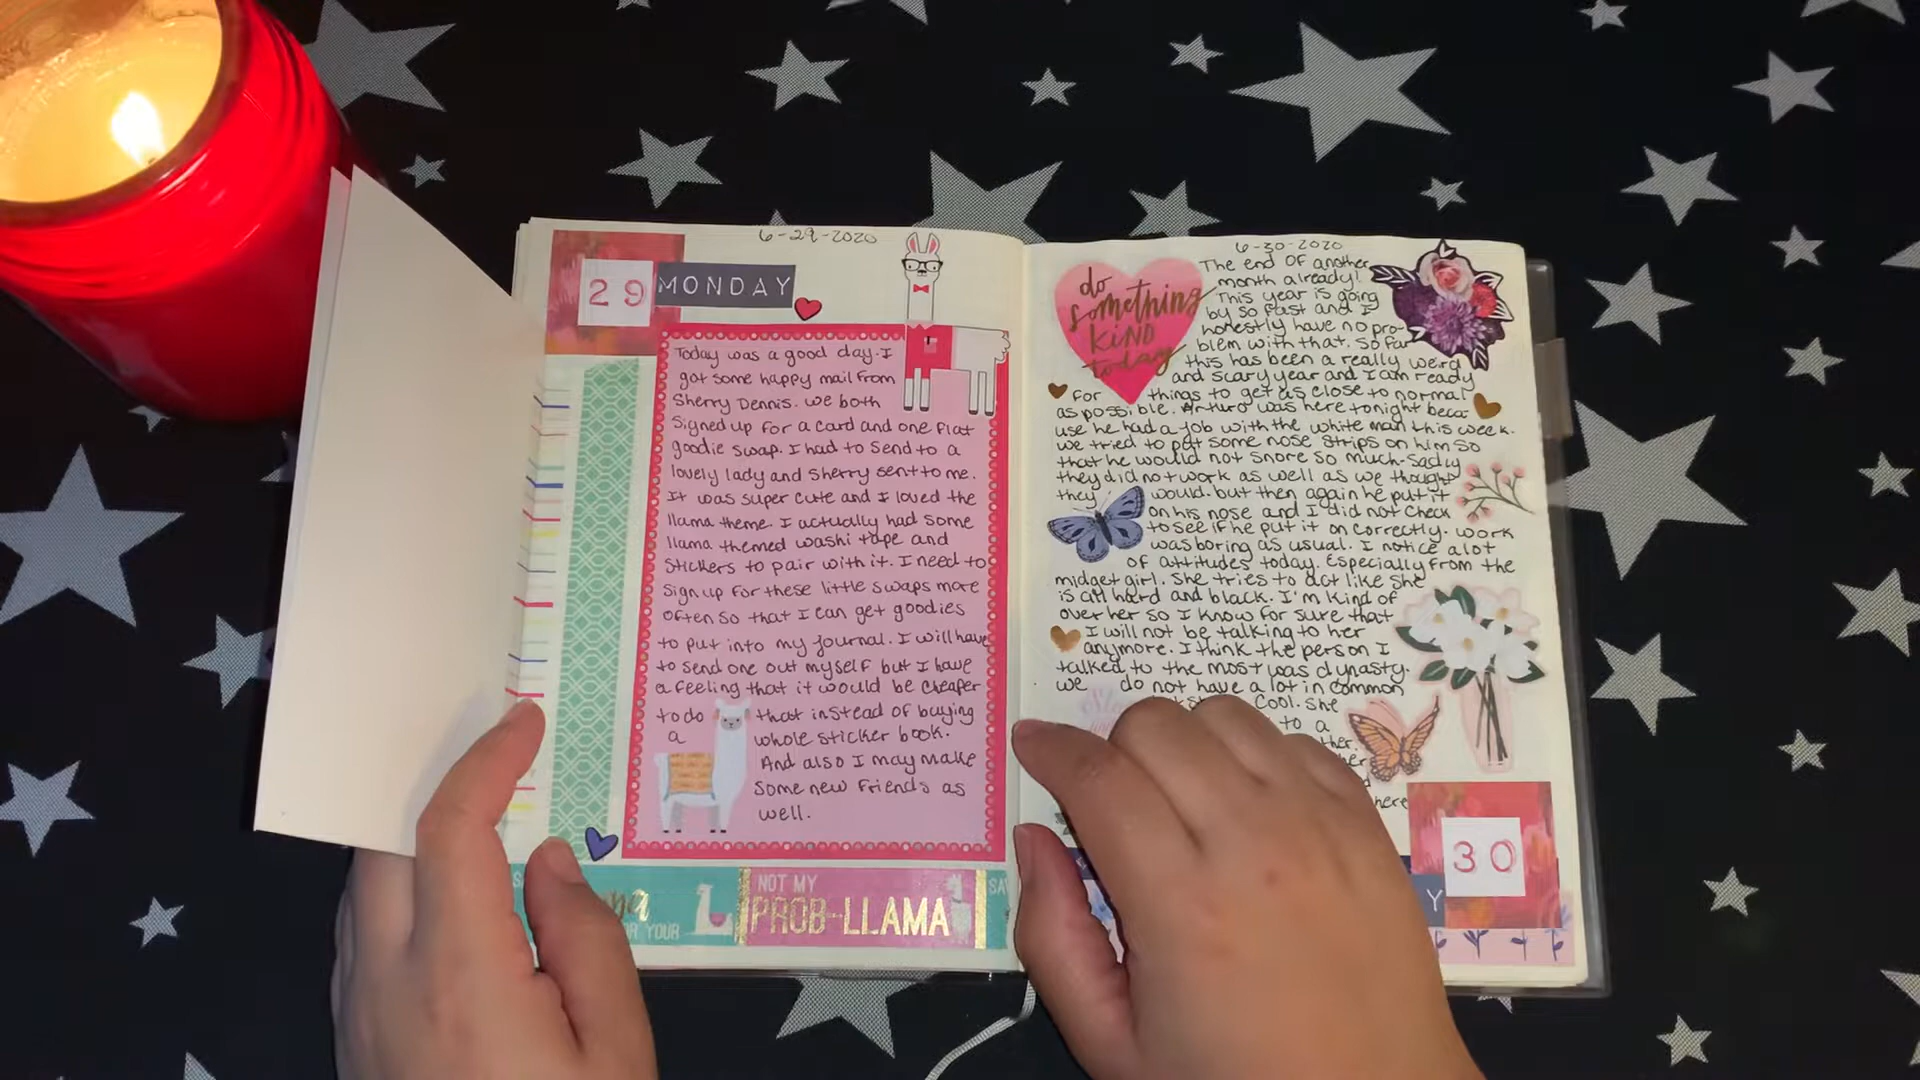 6-29-2020
29 MONDAY
Today was a good day. I
got some happy mail from
Sherry Dennis. we both
signed up for a card and one flat
goodie swap. I had to send to a
lovely lady and Sherry sent to me.
It was super cute and I loved the
llama theme. I actually had some
llama themed washi tape and
stickers to pair with it. I need to
sign up for these little swaps more
often so that I can get goodies
to put into my journal. I will have
to send one out myself but I have
a feeling that it would be cheaper
to do that instead of buying
a whole sticker book.
And also I may make
some new friends as
well.
FOR YOUR
NOT MY
PROB-LLAMA
6-30-2020
do
something
KIND
today
The end of another
month already!
This year is going
by so fast and I
honestly have no pro-
blem with that. So far
this has been a really weird
and scary year and I am ready
for things to get as close to normal
as possible. Arturo was here tonight beca-
use he had a job with the white man this week.
we tried to put some nose strips on him so
that he would not snore so much. Sadly
they did not work as well as we thought
they would. but then again he put it
on his nose and I did not check
to see if he put it on correctly. work
was boring as usual. I notice a lot
of attitudes today. Especially from the
midget girl. She tries to act like she
is all hard and black. I'm kind of
over her so I know for sure that
I will not be talking to her
anymore. I think the person I
talked to the most was dynasty.
we do not have a lot in common
cool. she
to a
here
Y
30